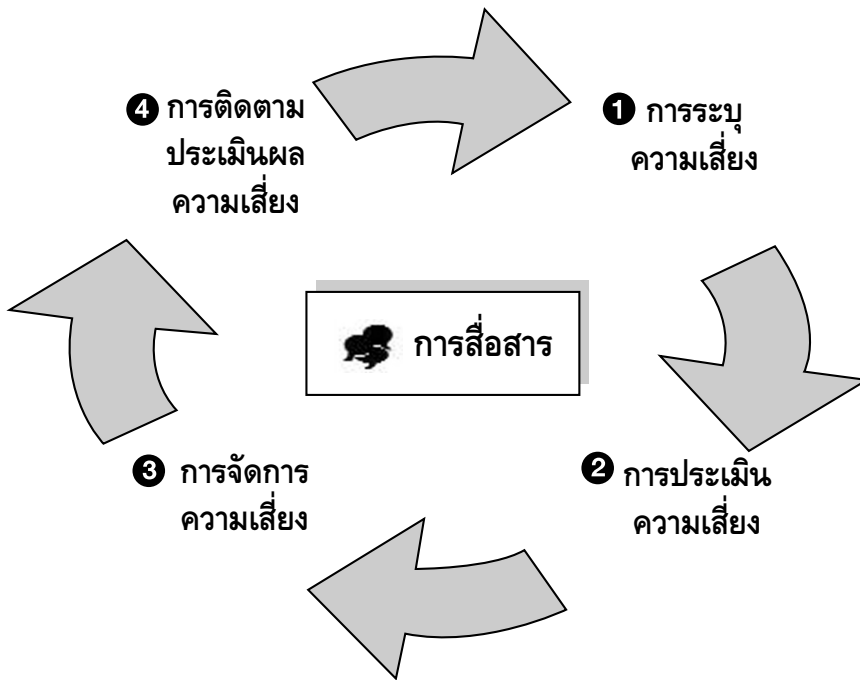 ❶ การระบุ
ความเสี่ยง
❷ การประเมิน
ความเสี่ยง
❸ การจัดการ
ความเสี่ยง
❹ การติดตาม
ประเมินผล
ความเสี่ยง
การสื่อสาร